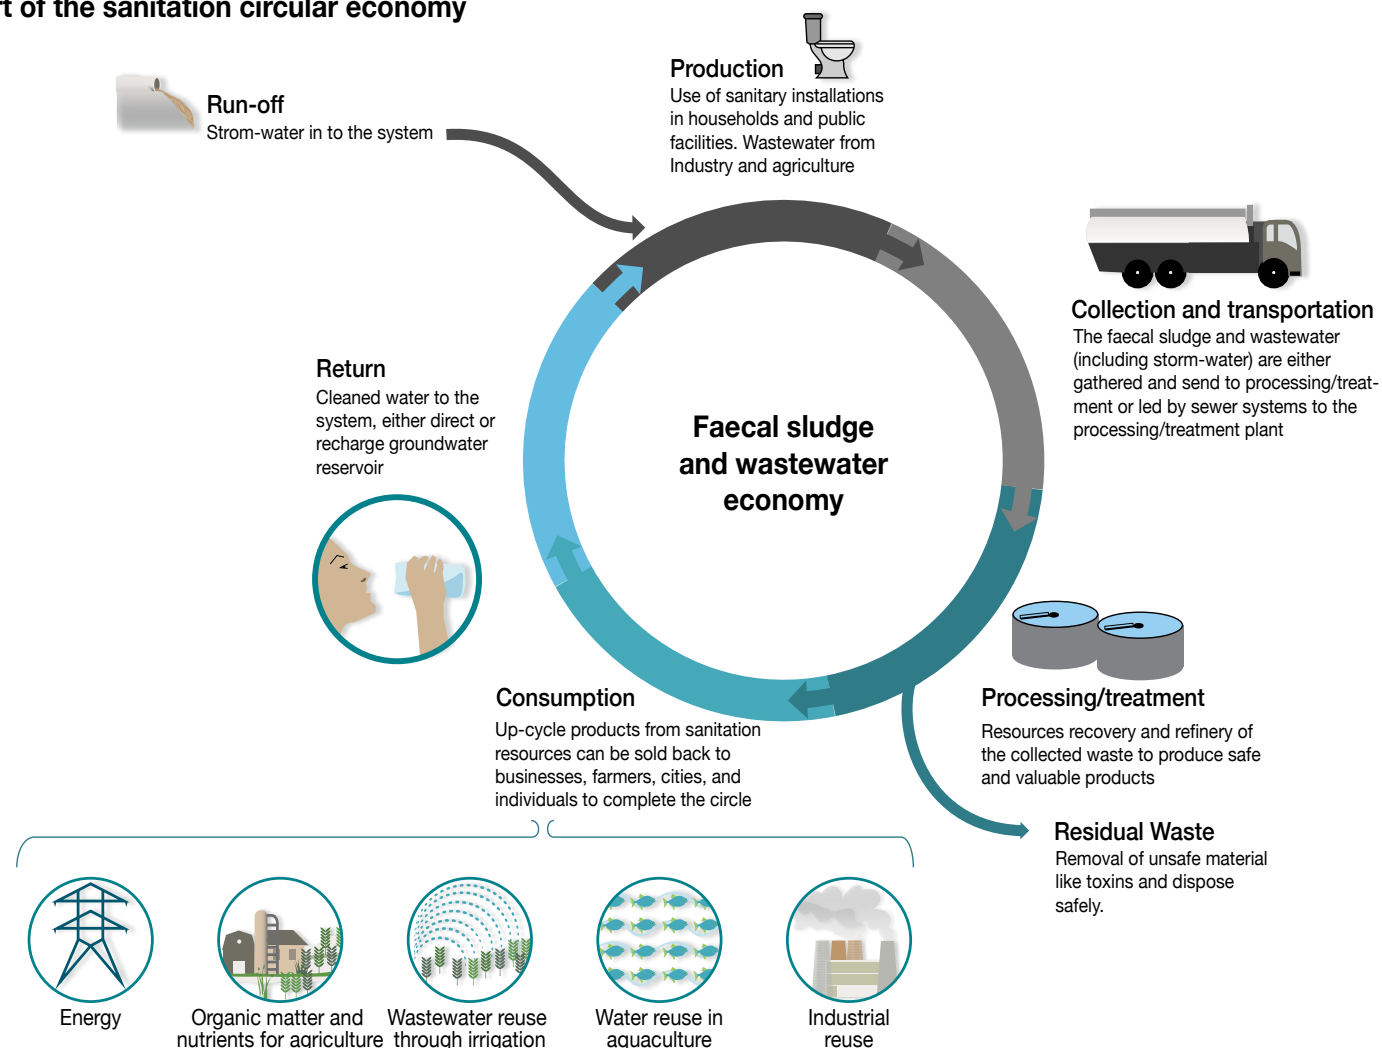 rt of the sanitation circular economy
Run-off
Strom-water in to the system
Production
Use of sanitary installations
in households and public
facilities. Wastewater from
Industry and agriculture
Collection and transportation
The faecal sludge and wastewater
(including storm-water) are either
gathered and send to processing/treat-
ment or led by sewer systems to the
processing/treatment plant
Return
Cleaned water to the
system, either direct or
recharge groundwater
reservoir
Faecal sludge
and wastewater
economy
Processing/treatment
Resources recovery and refinery of
the collected waste to produce safe
and valuable products
Consumption
Up-cycle products from sanitation
resources can be sold back to
businesses, farmers, cities, and
individuals to complete the circle
Residual Waste
Removal of unsafe material
like toxins and dispose
safely.
Energy
Organic matter and
nutrients for agriculture
Wastewater reuse
through irrigation
Water reuse in
aquaculture
Industrial
reuse